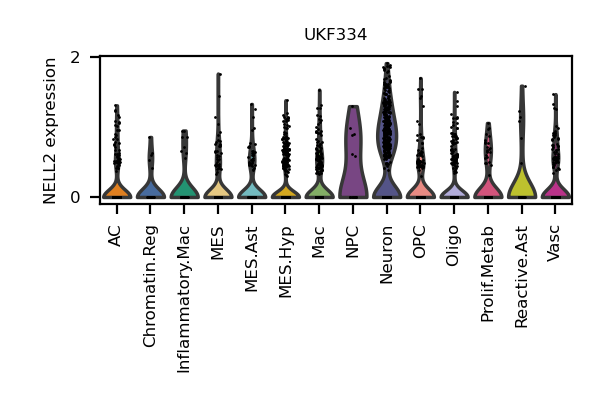 UKF334
NELL2 expression
2
0
AC
Chromatin.Reg
Inflammatory.Mac
MES
MES.Ast
MES.Hyp
Mac
NPC
Neuron
OPC
Oligo
Prolif.Metab
Reactive.Ast
Vasc